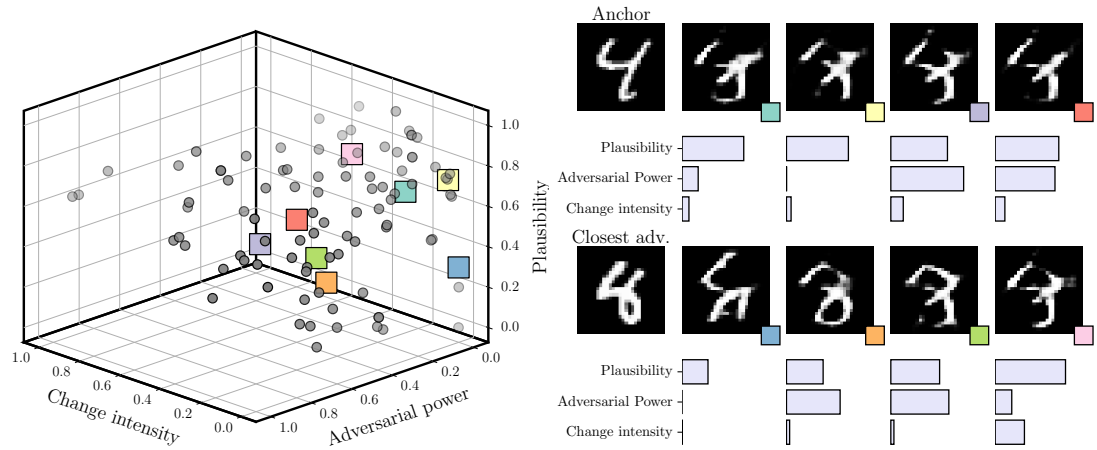 Anchor
Plausibility
Adversarial Power
Change intensity
Closest adv.
Plausibility
Adversarial Power
Change intensity
1.0
0.8
0.6
0.4
0.2
0.0
Plausibility
1.0
0.8
0.6
0.4
0.2
0.0
Change intensity
1.0
0.8
0.6
0.4
0.2
0.0
Adversarial power